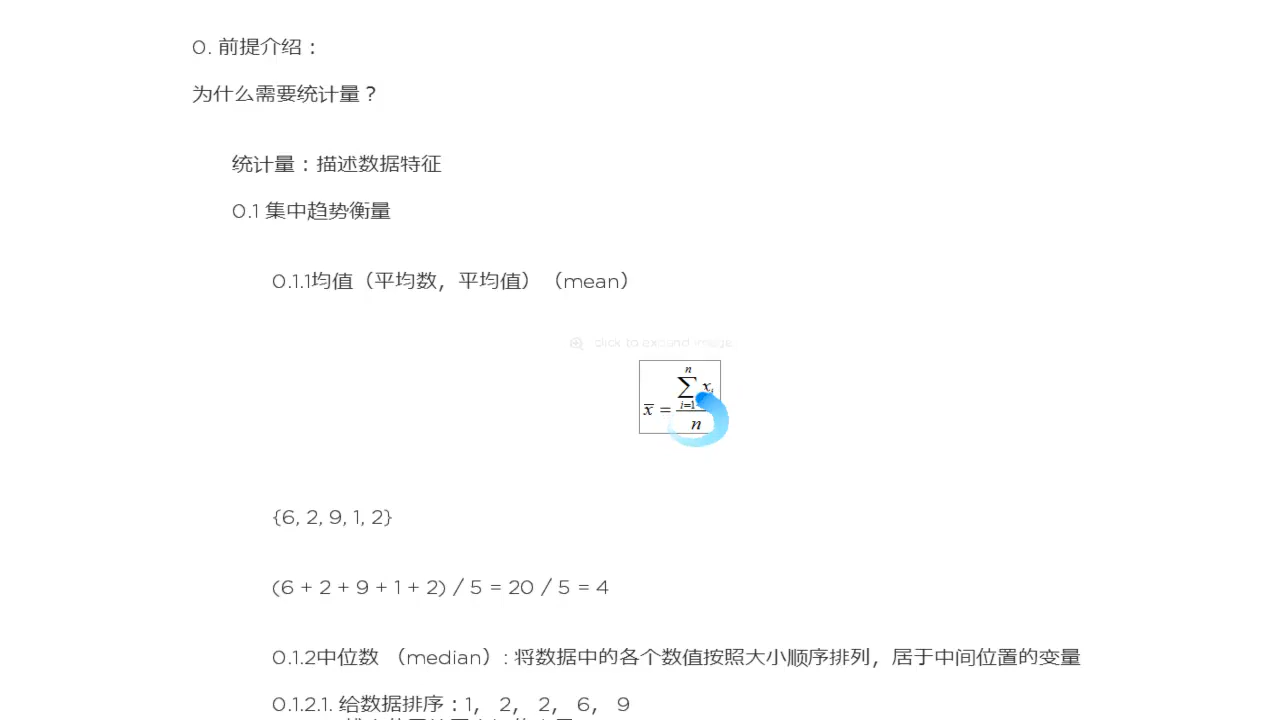 0. 前提介绍：
为什么需要统计量？
统计量：描述数据特征
0.1 集中趋势衡量
0.1.1均值（平均数，平均值）（mean）
click to expand image
x̄ = ∑ i=1 n xi / n
{6, 2, 9, 1, 2}
(6 + 2 + 9 + 1 + 2) / 5 = 20 / 5 = 4
0.1.2中位数 （median）: 将数据中的各个数值按照大小顺序排列，居于中间位置的变量
0.1.2.1. 给数据排序：1， 2， 2， 6， 9